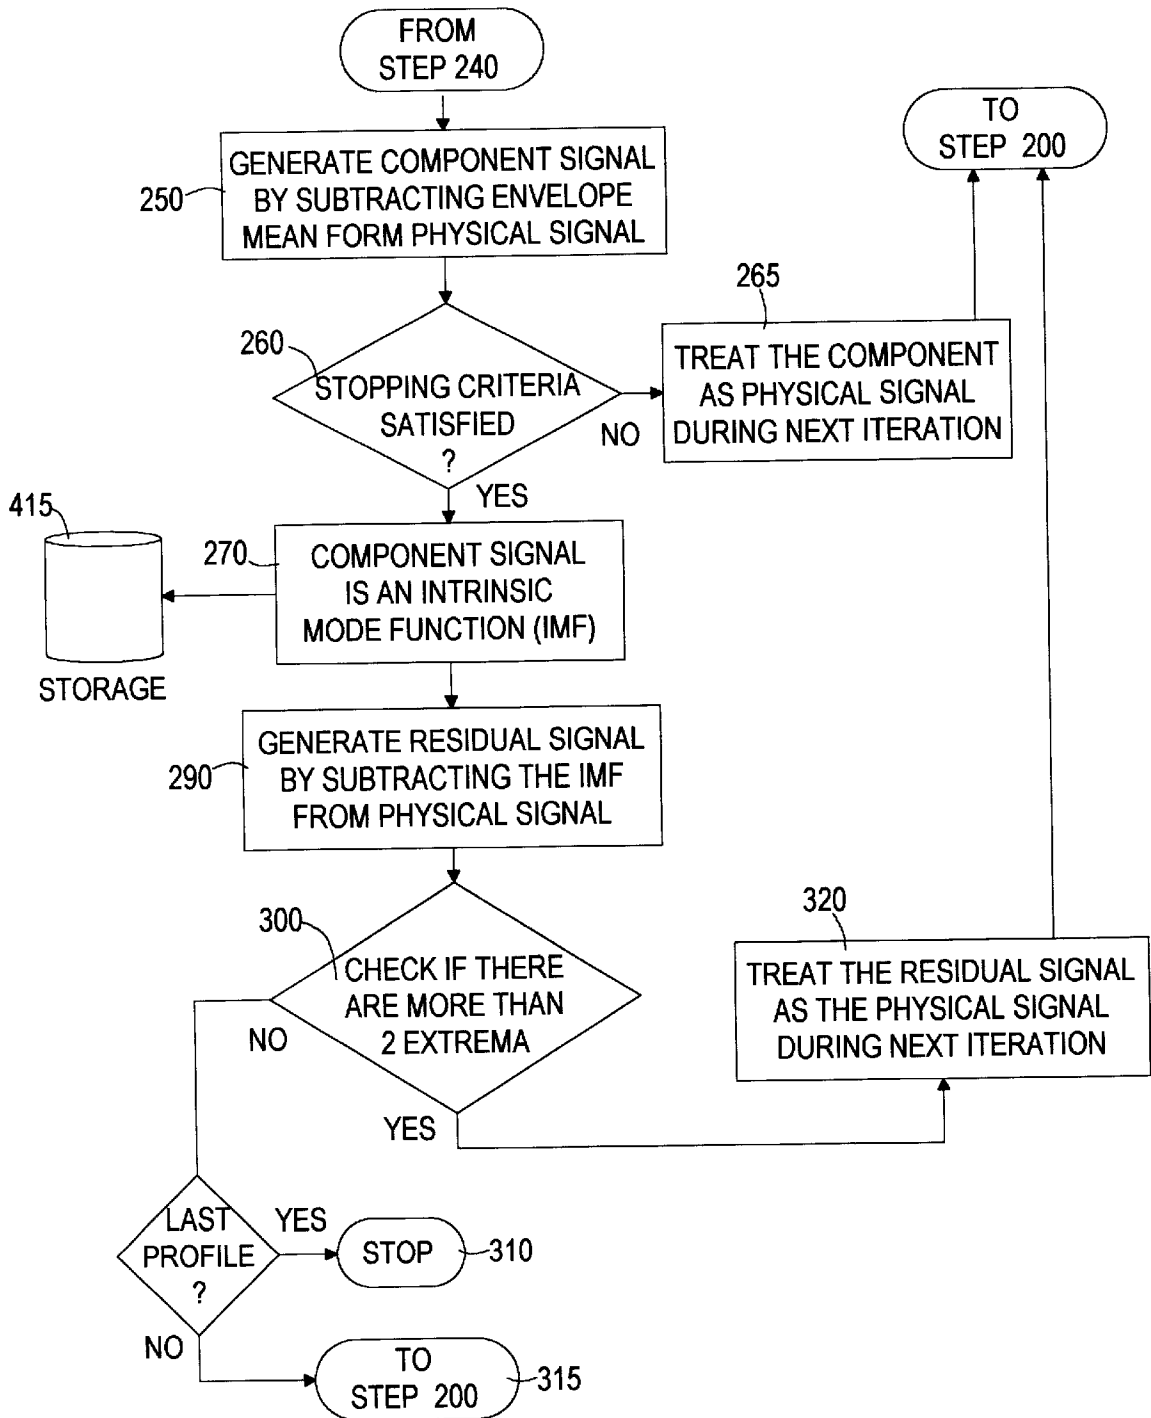 FROM
STEP 240
TO
STEP 200
250
GENERATE COMPONENT SIGNAL
BY SUBTRACTING ENVELOPE
MEAN FORM PHYSICAL SIGNAL
260
STOPPING CRITERIA
SATISFIED
?
NO
YES
265
TREAT THE COMPONENT
AS PHYSICAL SIGNAL
DURING NEXT ITERATION
415
STORAGE
270
COMPONENT SIGNAL
IS AN INTRINSIC
MODE FUNCTION (IMF)
290
GENERATE RESIDUAL SIGNAL
BY SUBTRACTING THE IMF
FROM PHYSICAL SIGNAL
300
CHECK IF THERE
ARE MORE THAN
2 EXTREMA
NO
YES
320
TREAT THE RESIDUAL SIGNAL
AS THE PHYSICAL SIGNAL
DURING NEXT ITERATION
LAST
PROFILE
?
YES
STOP
310
NO
TO
STEP 200
315